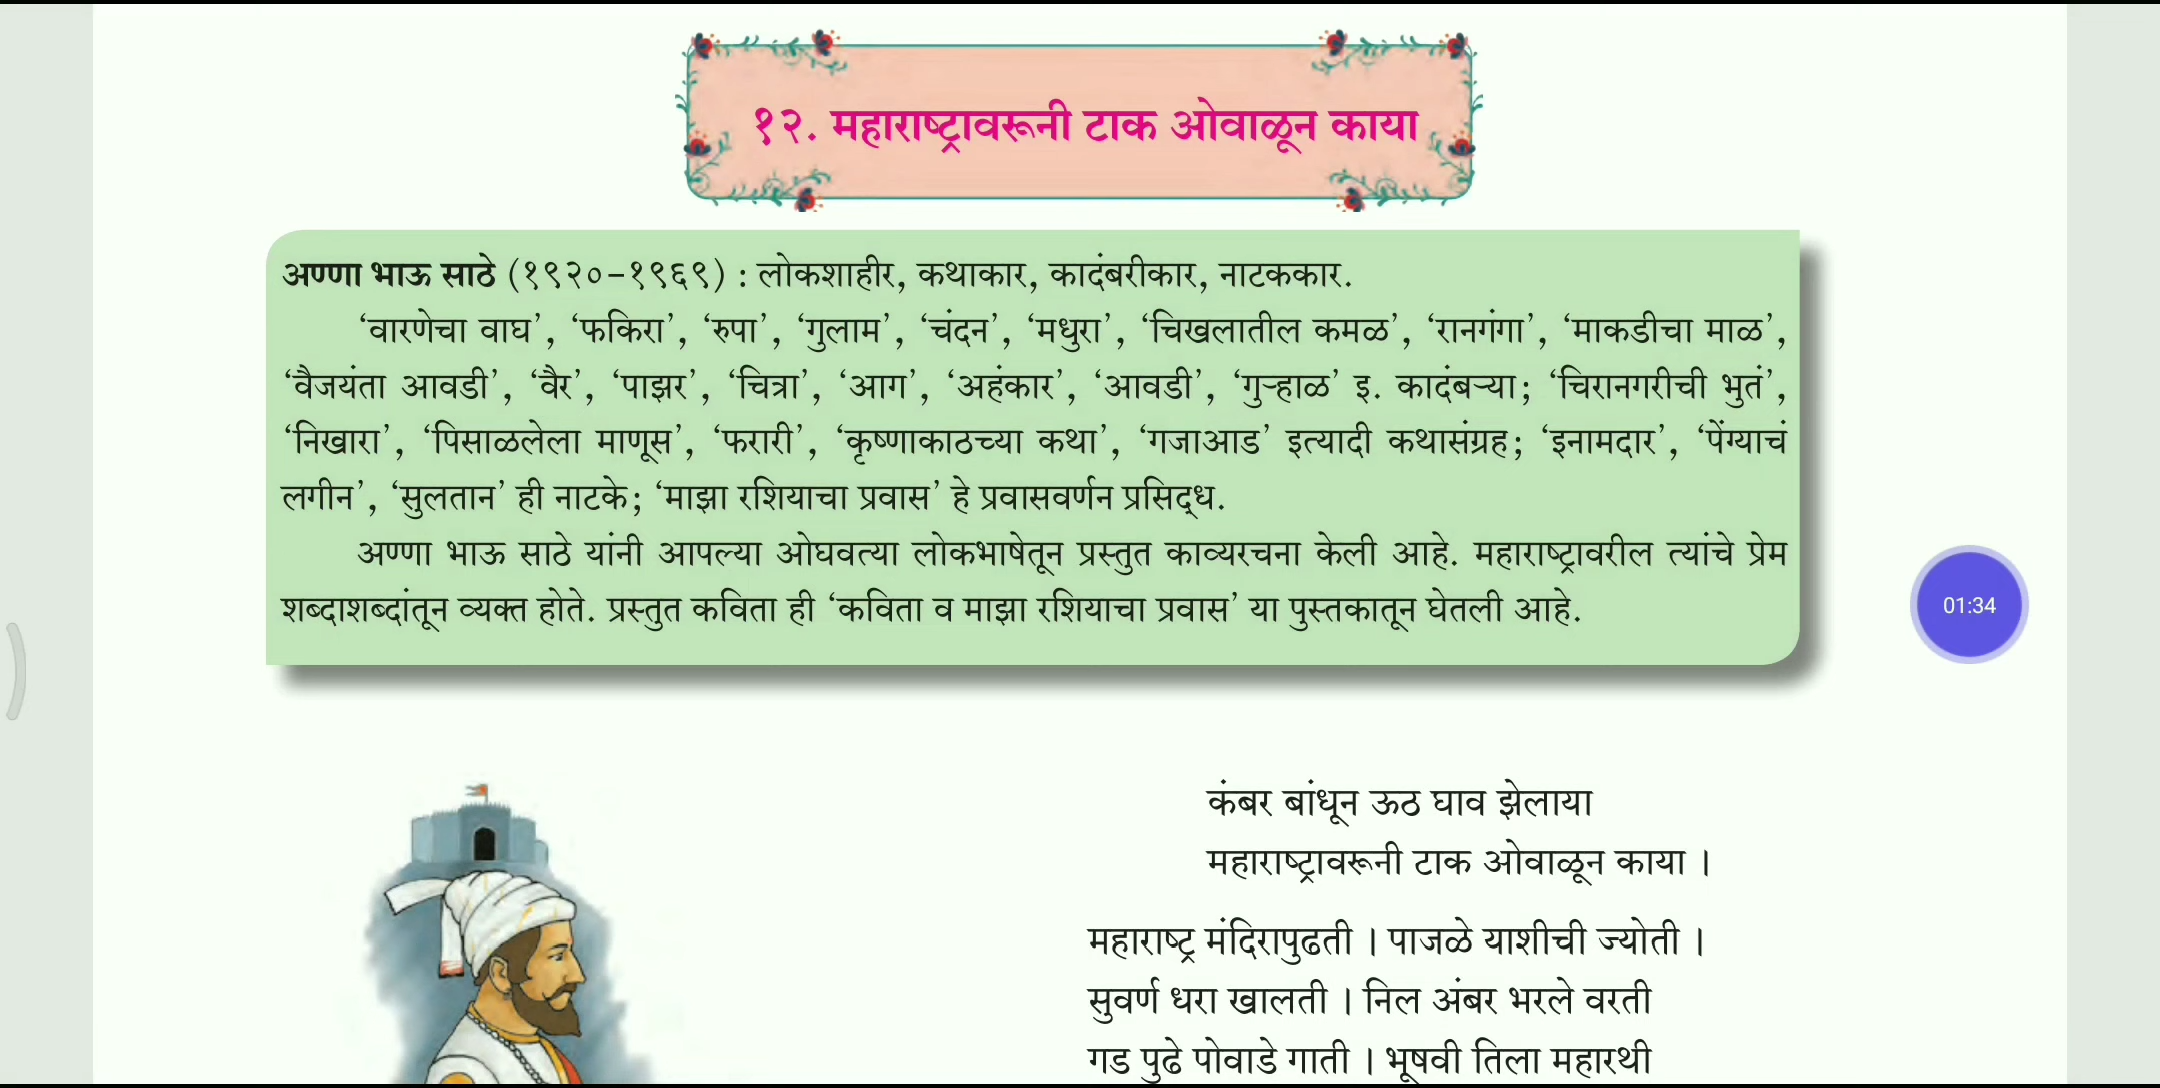 १२. महाराष्ट्रावरूनी टाक ओवाळून काया
अण्णा भाऊ साठे (१९२०-१९६९) : लोकशाहीर, कथाकार, कादंबरीकार, नाटककार.
‘वारणेचा वाघ’, ‘फकिरा’, ‘रुपा’, ‘गुलाम’, ‘चंदन’, ‘मधुरा’, ‘चिखलातील कमळ’, ‘रानगंगा’, ‘माकडीचा माळ’,
‘वैजयंता आवडी’, ‘वैर’, ‘पाझर’, ‘चित्रा’, ‘आग’, ‘अहंकार’, ‘आवडी’, ‘गुऱ्हाळ’ इ. कादंबऱ्या; ‘चिरानगरीची भुतं’,
‘निखारा’, ‘पिसाळलेला माणूस’, ‘फरारी’, ‘कृष्णाकाठच्या कथा’, ‘गजाआड’ इत्यादी कथासंग्रह; ‘इनामदार’, ‘पेंग्याचं
लगीन’, ‘सुलतान’ ही नाटके; ‘माझा रशियाचा प्रवास’ हे प्रवासवर्णन प्रसिद्ध.
अण्णा भाऊ साठे यांनी आपल्या ओघवत्या लोकभाषेतून प्रस्तुत काव्यरचना केली आहे. महाराष्ट्रावरील त्यांचे प्रेम
शब्दाशब्दांतून व्यक्त होते. प्रस्तुत कविता ही ‘कविता व माझा रशियाचा प्रवास’ या पुस्तकातून घेतली आहे.
01:34
कंबर बांधून ऊठ घाव झेलाया
महाराष्ट्रावरूनी टाक ओवाळून काया ।
महाराष्ट्र मंदिरापुढती । पाजळे याशीची ज्योती ।
सुवर्ण धरा खालती । निल अंबर भरले वरती
गड पुढे पोवाडे गाती । भूषवी तिला महारथी